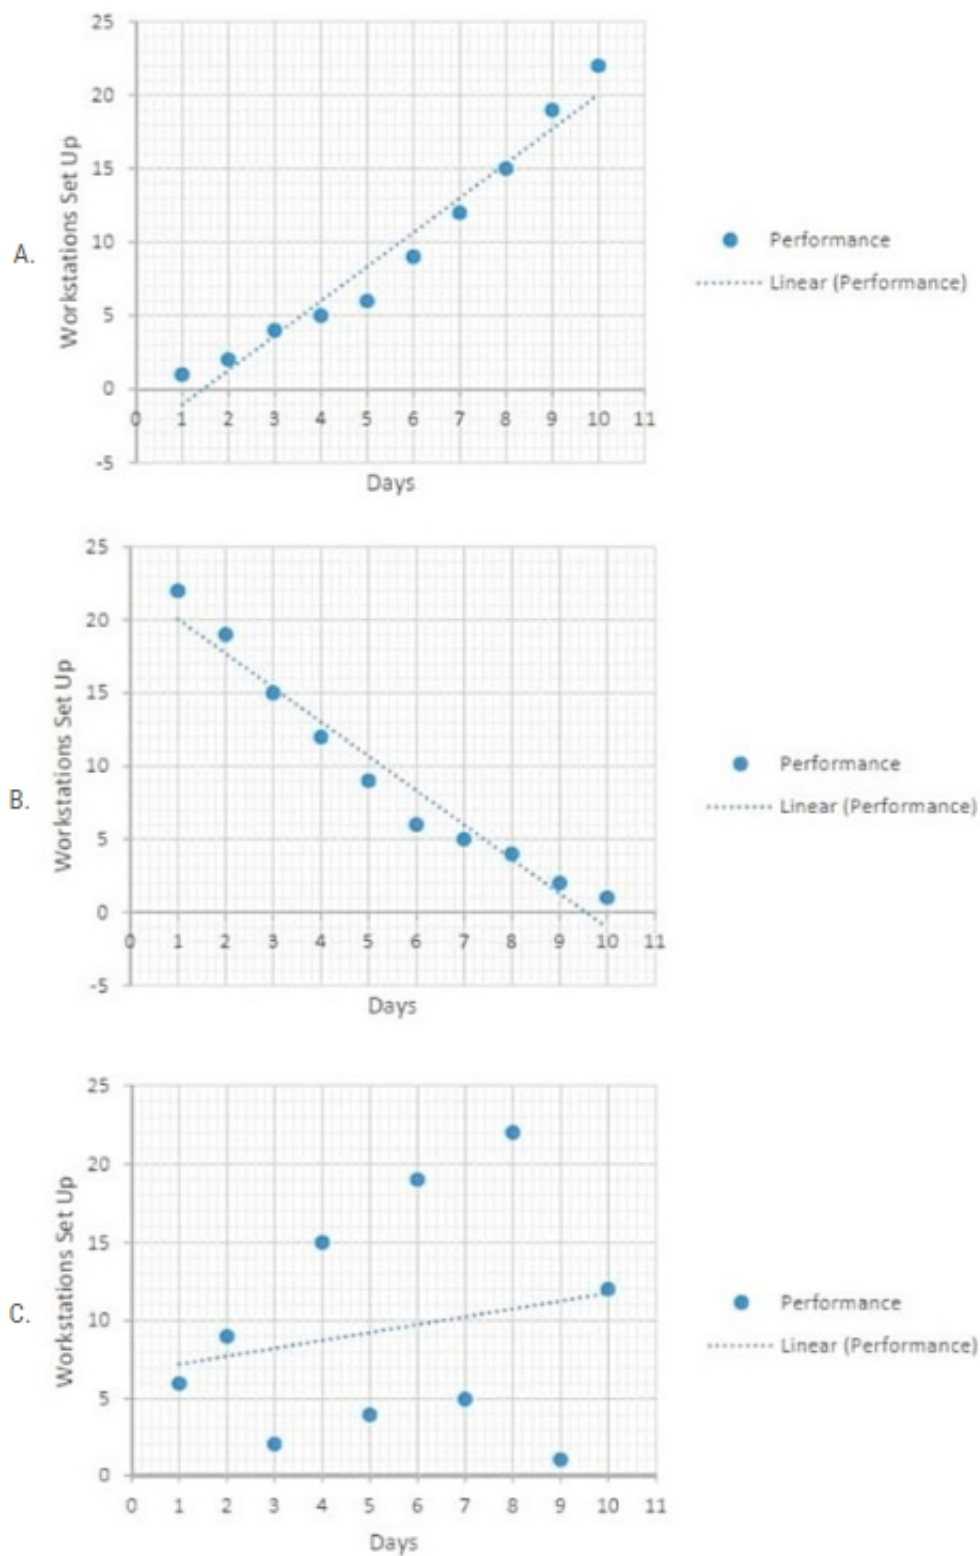 A.
Workstations Set Up
25
20
15
10
5
0
-5
0 1 2 3 4 5 6 7 8 9 10 11
Days
Performance
Linear (Performance)
B.
Workstations Set Up
25
20
15
10
5
0
-5
0 1 2 3 4 5 6 7 8 9 10 11
Days
Performance
Linear (Performance)
C.
Workstations Set Up
25
20
15
10
5
0
0 1 2 3 4 5 6 7 8 9 10 11
Days
Performance
Linear (Performance)